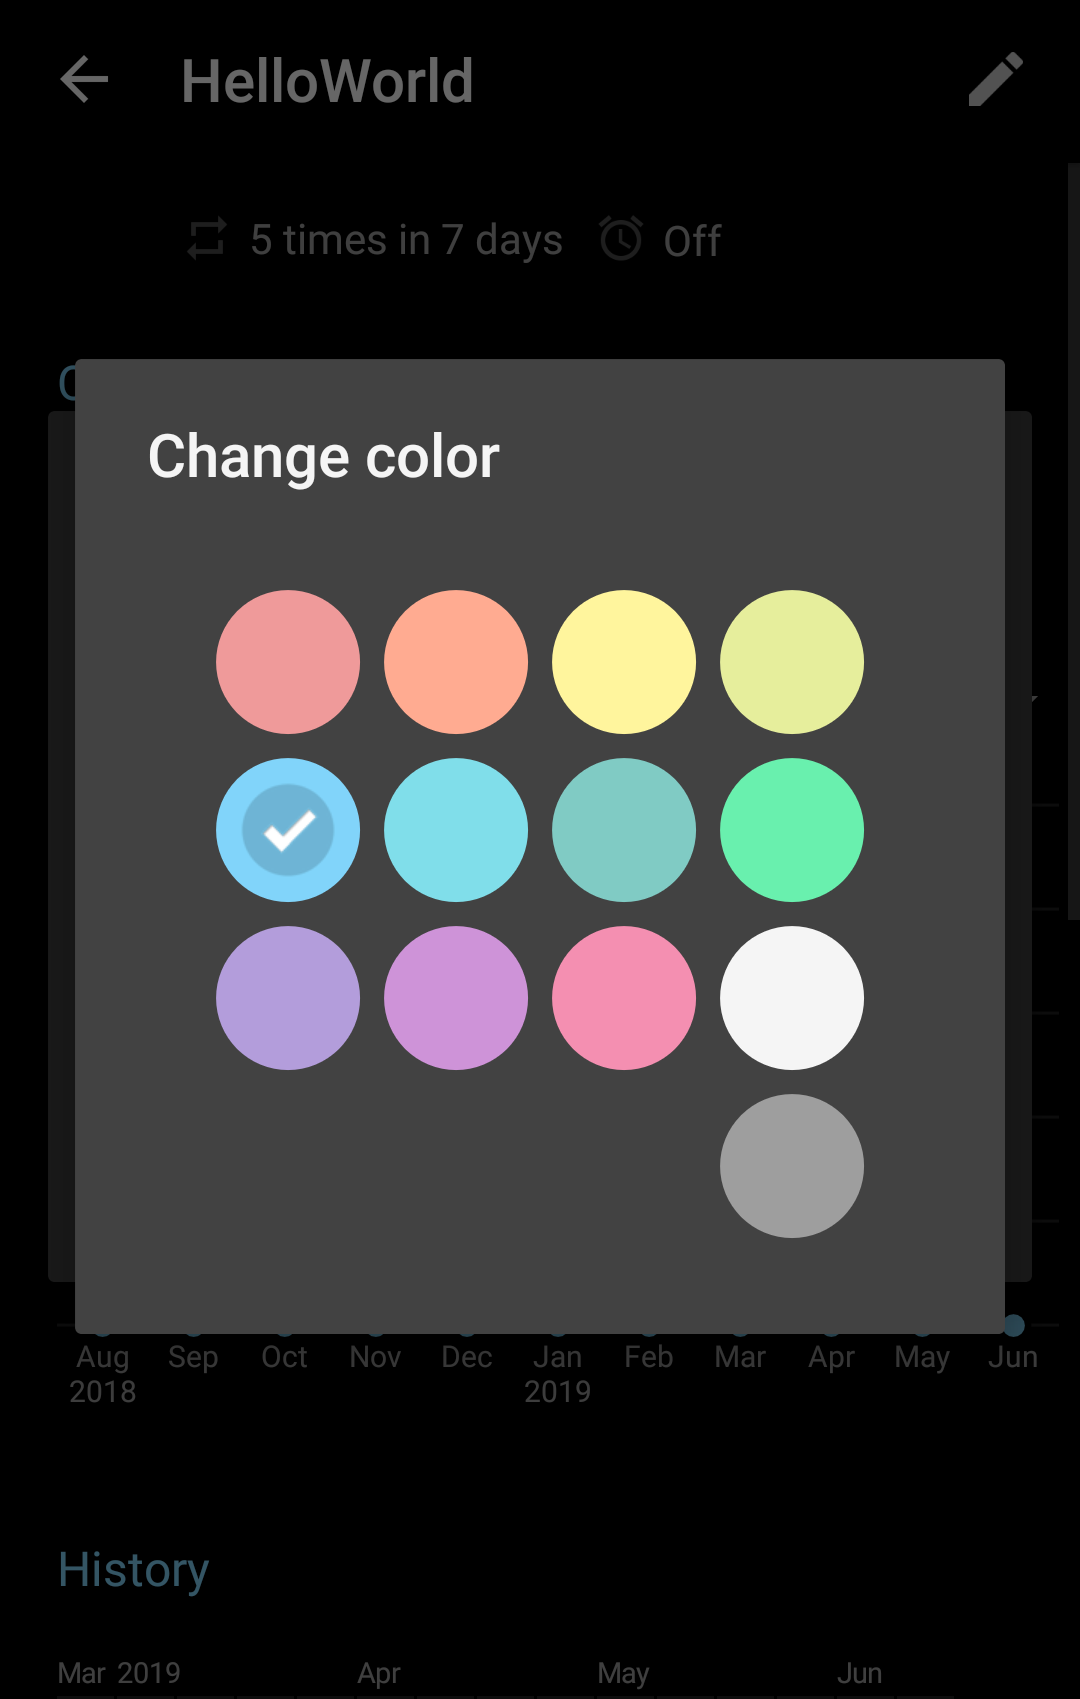 HelloWorld
5 times in 7 days Off
Change color
Aug Sep Oct Nov Dec Jan Feb Mar Apr May Jun
2018 2019
History
Mar 2019 Apr May Jun